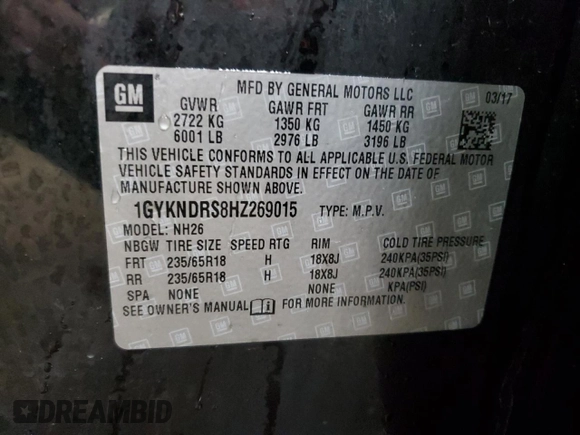 GM
MFD BY GENERAL MOTORS LLC
03/17
GVWR GAWR FRT GAWR RR
2722 KG 1350 KG 1450 KG
6001 LB 2976 LB 3196 LB
THIS VEHICLE CONFORMS TO ALL APPLICABLE U.S. FEDERAL MOTOR
VEHICLE SAFETY STANDARDS IN EFFECT ON THE DATE OF
MANUFACTURE SHOWN ABOVE.
1GYKNDRS8HZ269015 TYPE: M.P.V.
MODEL: NH26
NBGW TIRE SIZE SPEED RTG RIM COLD TIRE PRESSURE
FRT 235/65R18 H 18X8J 240KPA(35PSI)
RR 235/65R18 H 18X8J 240KPA(35PSI)
SPA NONE NONE KPA(PSI)
SEE OWNER'S MANUAL FOR MORE INFORMATION.
DREAMBID